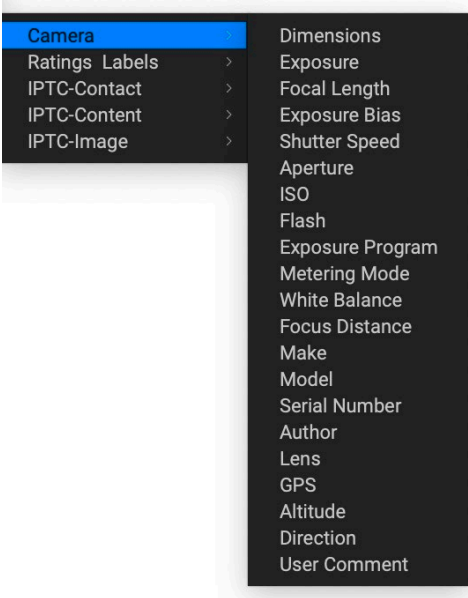 Camera
Ratings Labels
IPTC-Contact
IPTC-Content
IPTC-Image
Dimensions
Exposure
Focal Length
Exposure Bias
Shutter Speed
Aperture
ISO
Flash
Exposure Program
Metering Mode
White Balance
Focus Distance
Make
Model
Serial Number
Author
Lens
GPS
Altitude
Direction
User Comment